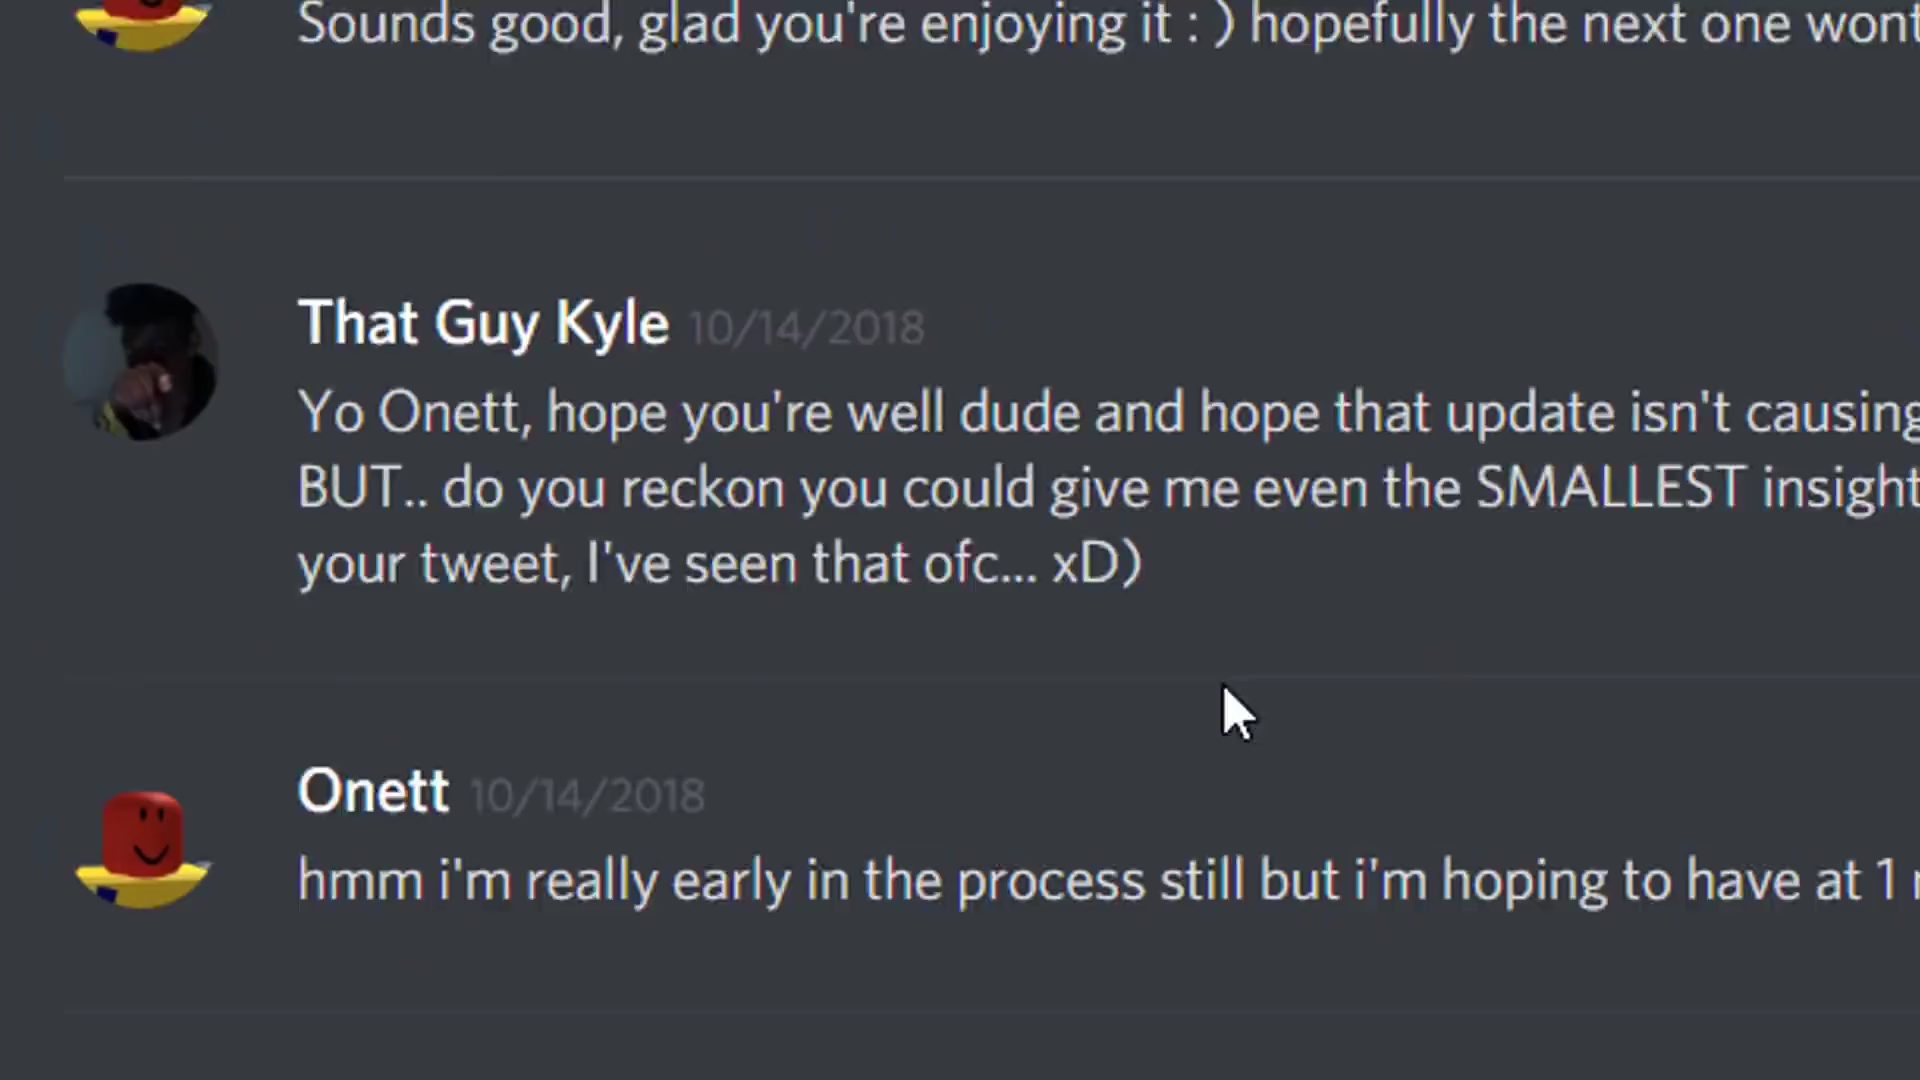 Sounds good, glad you're enjoying it : ) hopefully the next one wont
That Guy Kyle 10/14/2018
Yo Onett, hope you're well dude and hope that update isn't causing
BUT.. do you reckon you could give me even the SMALLEST insight
your tweet, I've seen that ofc... xD)
Onett 10/14/2018
hmm i'm really early in the process still but i'm hoping to have at 1